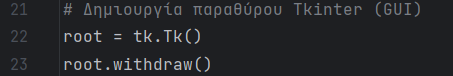 21 # Δημιουργία παραθύρου Tkinter (GUI)
22 root = tk.Tk()
23 root.withdraw()